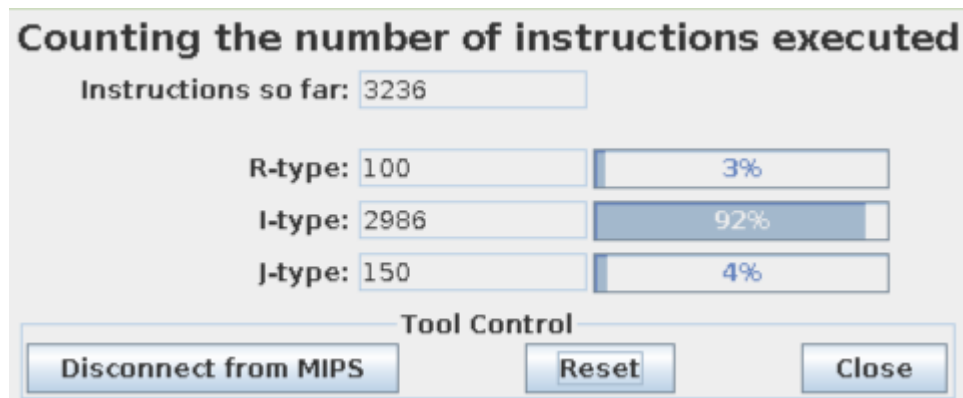 Counting the number of instructions executed
Instructions so far: 3236
R-type: 100 3%
I-type: 2986 92%
J-type: 150 4%
Tool Control
Disconnect from MIPS Reset Close